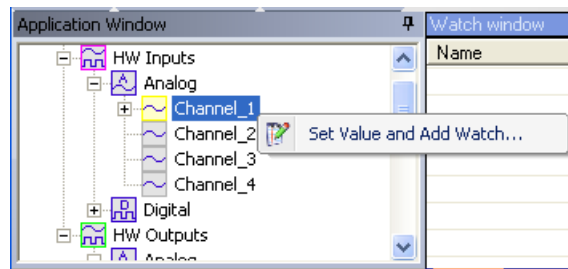 Application Window
Watch window
HW Inputs
Name
Analog
Channel_1
Channel_2
Set Value and Add Watch...
Channel_3
Channel_4
Digital
HW Outputs
Analog